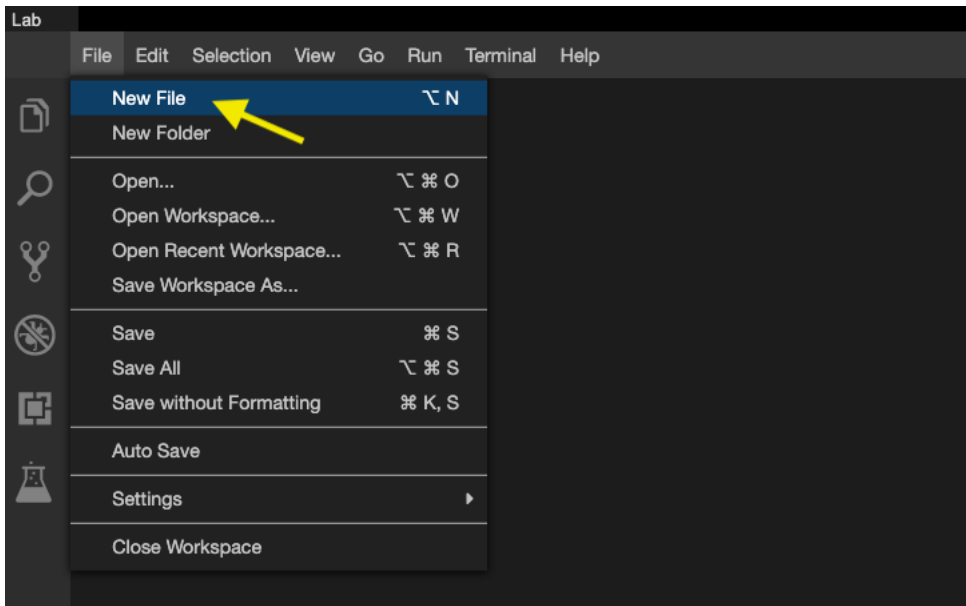 Lab
File Edit Selection View Go Run Terminal Help
New File ⌥ N
New Folder
Open... ⌥ ⌘ O
Open Workspace... ⌥ ⌘ W
Open Recent Workspace... ⌥ ⌘ R
Save Workspace As...
Save ⌘ S
Save All ⌥ ⌘ S
Save without Formatting ⌘ K, S
Auto Save
Settings
Close Workspace